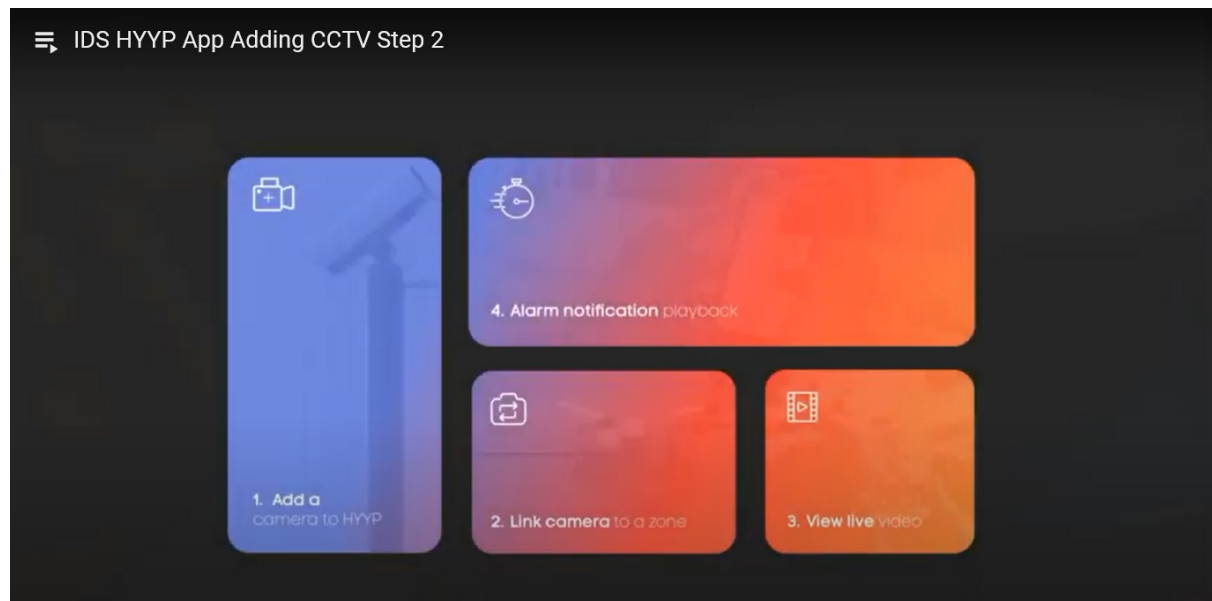 IDS HYYP App Adding CCTV Step 2
4. Alarm notification playback
1. Add a
camera to HYYP
2. Link camera to a zone
3. View live video